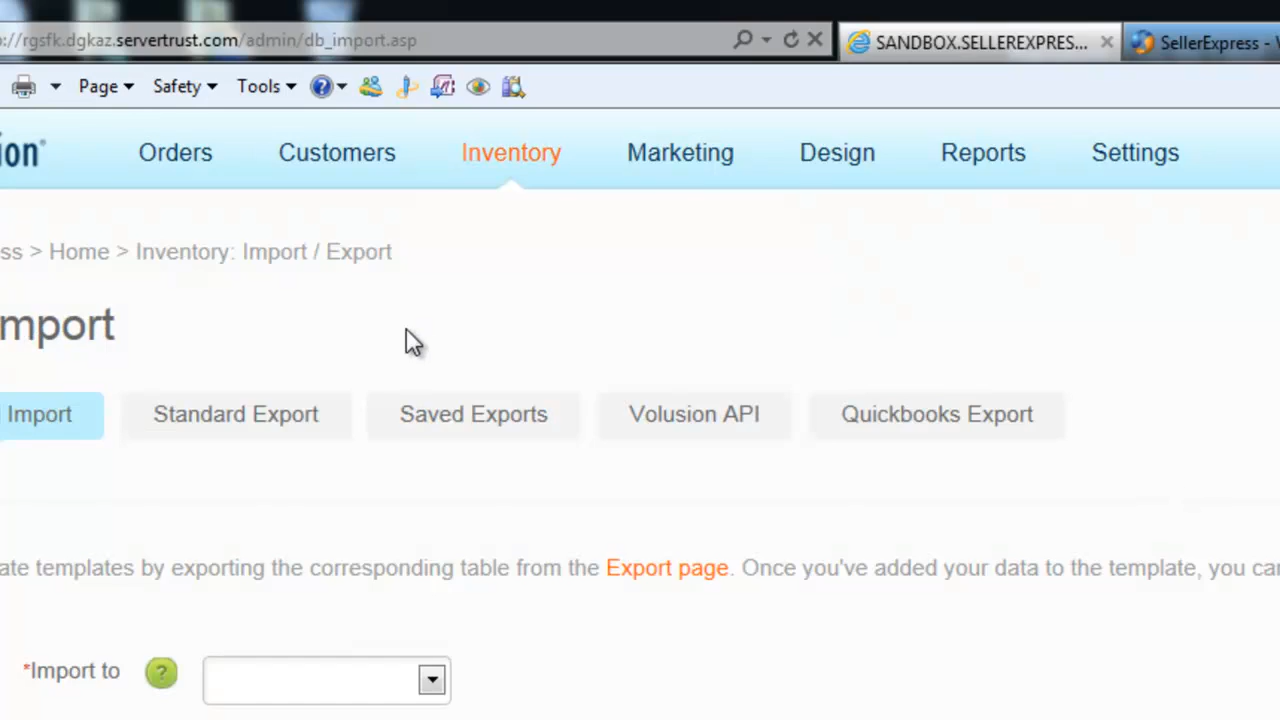 ://rgsfk.dgkaz.servertrust.com/admin/db_import.asp
SANDBOX.SELLEREXPRES...
SellerExpress -
Page Safety Tools
ion®
Orders Customers Inventory Marketing Design Reports Settings
ss > Home > Inventory: Import / Export
mport
Import Standard Export Saved Exports Volusion API Quickbooks Export
ate templates by exporting the corresponding table from the Export page. Once you've added your data to the template, you can
*Import to ?